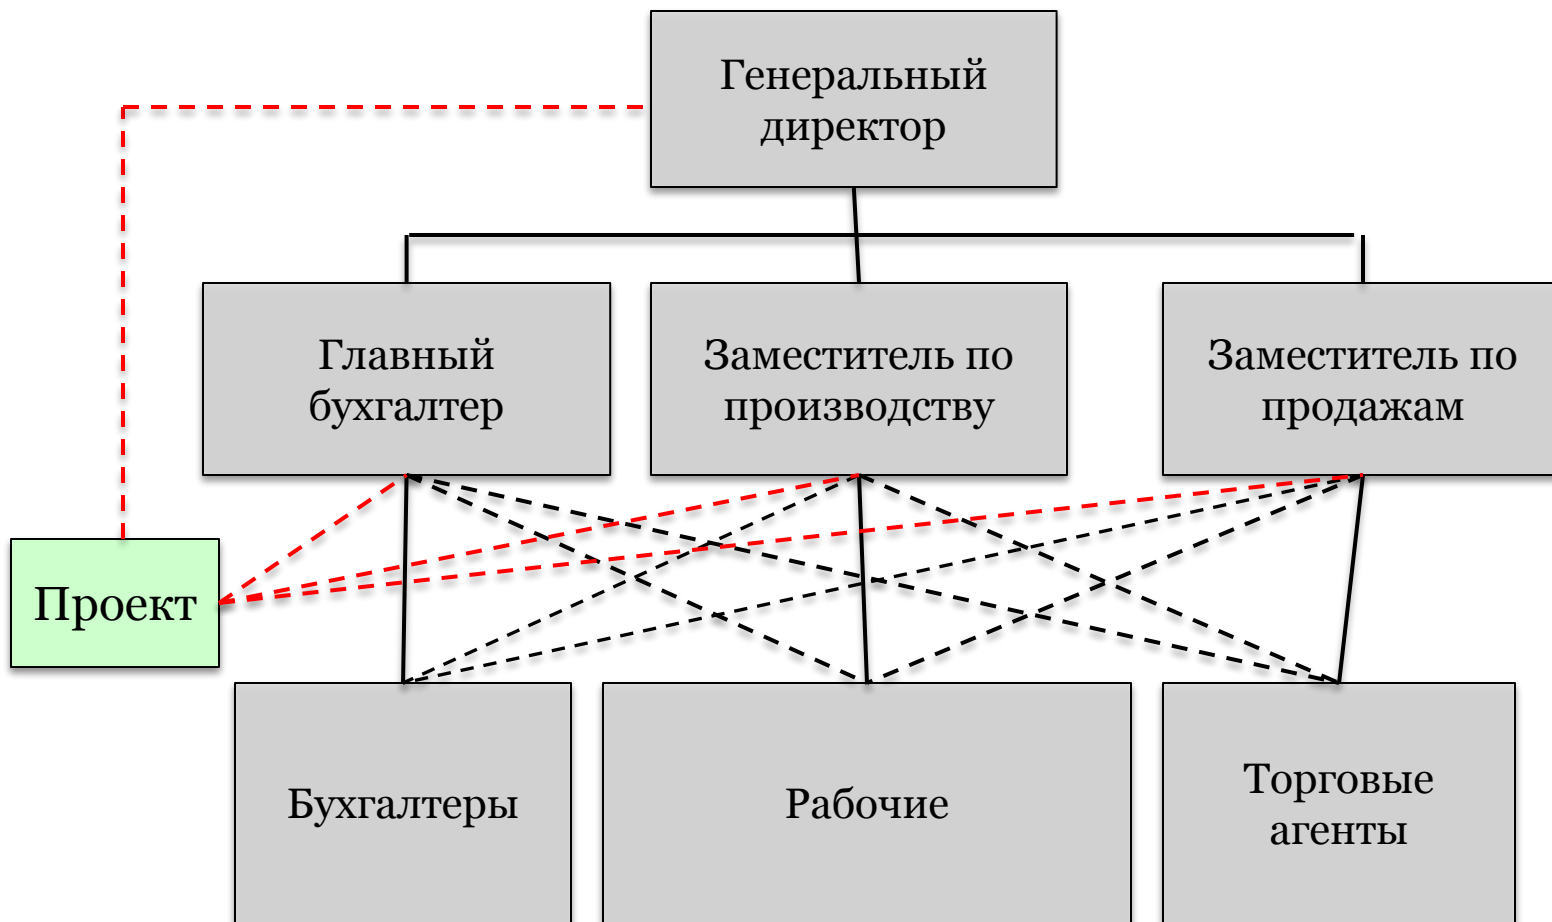 Генеральный
директор
Главный
бухгалтер
Заместитель по
производству
Заместитель по
продажам
Проект
Бухгалтеры
Рабочие
Торговые
агенты